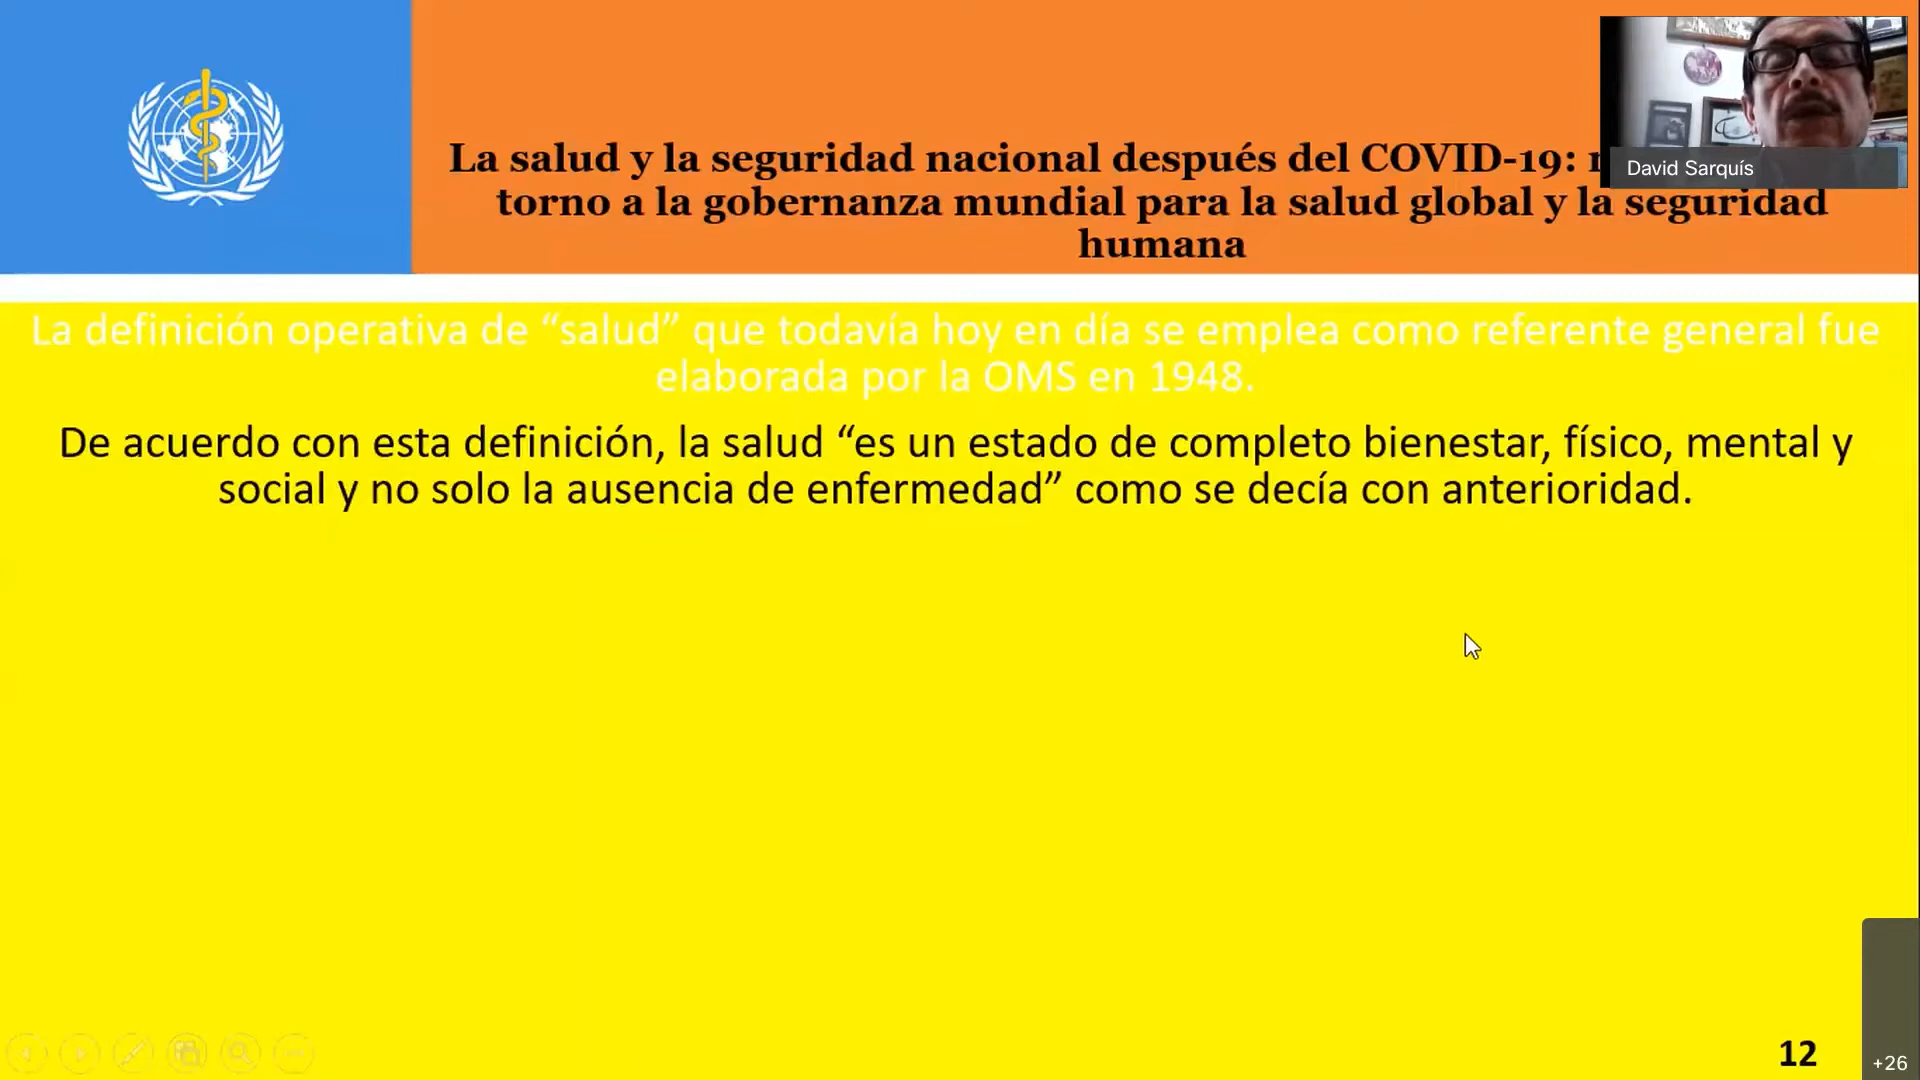 La salud y la seguridad nacional después del COVID-19:
torno a la gobernanza mundial para la salud global y la seguridad
humana
David Sarquís
La definición operativa de “salud” que todavía hoy en día se emplea como referente general fue
elaborada por la OMS en 1948.
De acuerdo con esta definición, la salud “es un estado de completo bienestar, físico, mental y
social y no solo la ausencia de enfermedad” como se decía con anterioridad.
12
+26